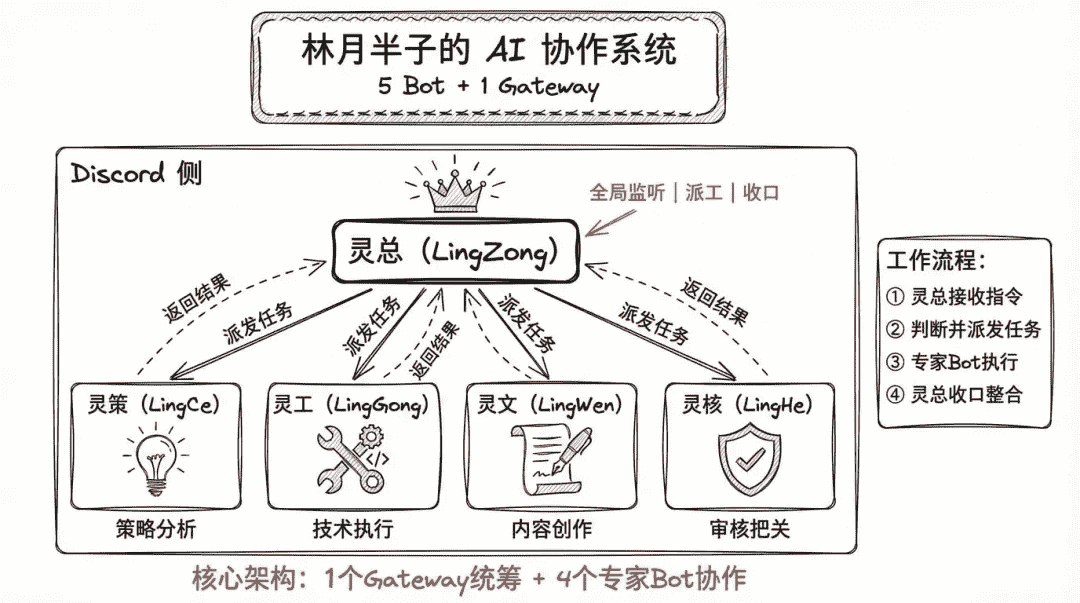 林月半子的 AI 协作系统
5 Bot + 1 Gateway
Discord 侧
全局监听 | 派工 | 收口
灵总（LingZong）
返回结果
派发任务
派发任务
返回结果
派发任务
派发任务
返回结果
灵策（LingCe）
灵工（LingGong）
</>
灵文（LingWen）
灵核（LingHe）
策略分析
技术执行
内容创作
审核把关
核心架构：1个Gateway统筹 + 4个专家Bot协作
工作流程：
① 灵总接收指令
② 判断并派发任务
③ 专家Bot执行
④ 灵总收口整合